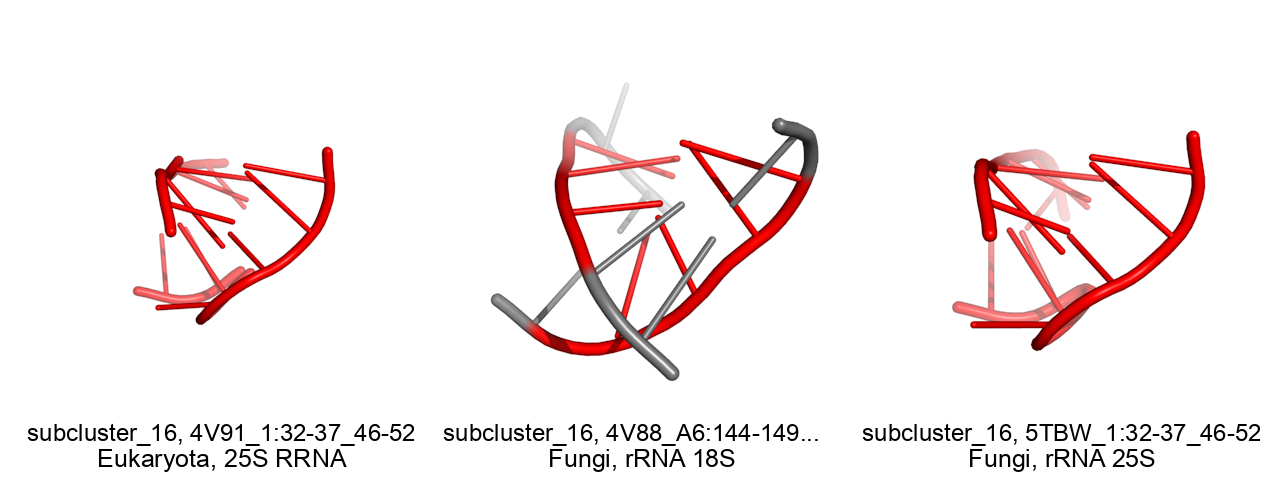 subcluster_16, 4V91_1:32-37_46-52
Eukaryota, 25S RRNA
subcluster_16, 4V88_A6:144-149...
Fungi, rRNA 18S
subcluster_16, 5TBW_1:32-37_46-52
Fungi, rRNA 25S